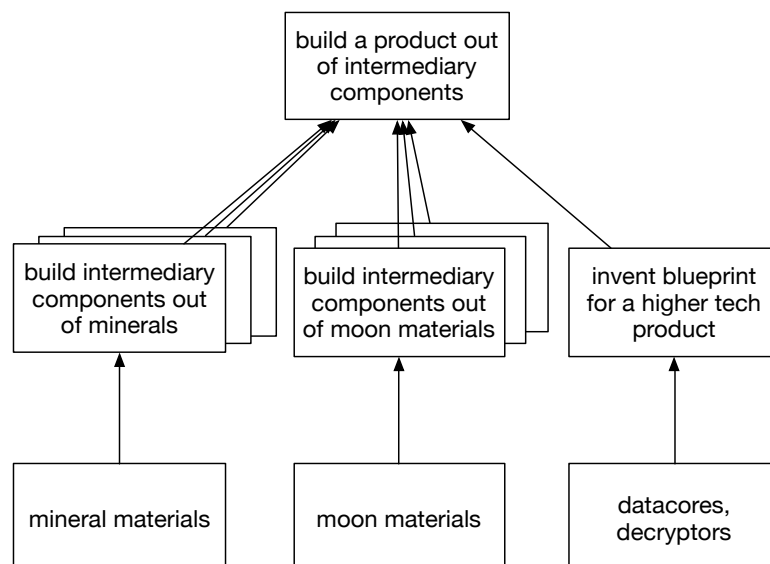 build a product out
of intermediary
components
build intermediary
components out
of minerals
build intermediary
components out
of moon materials
invent blueprint
for a higher tech
product
mineral materials
moon materials
datacores,
decryptors